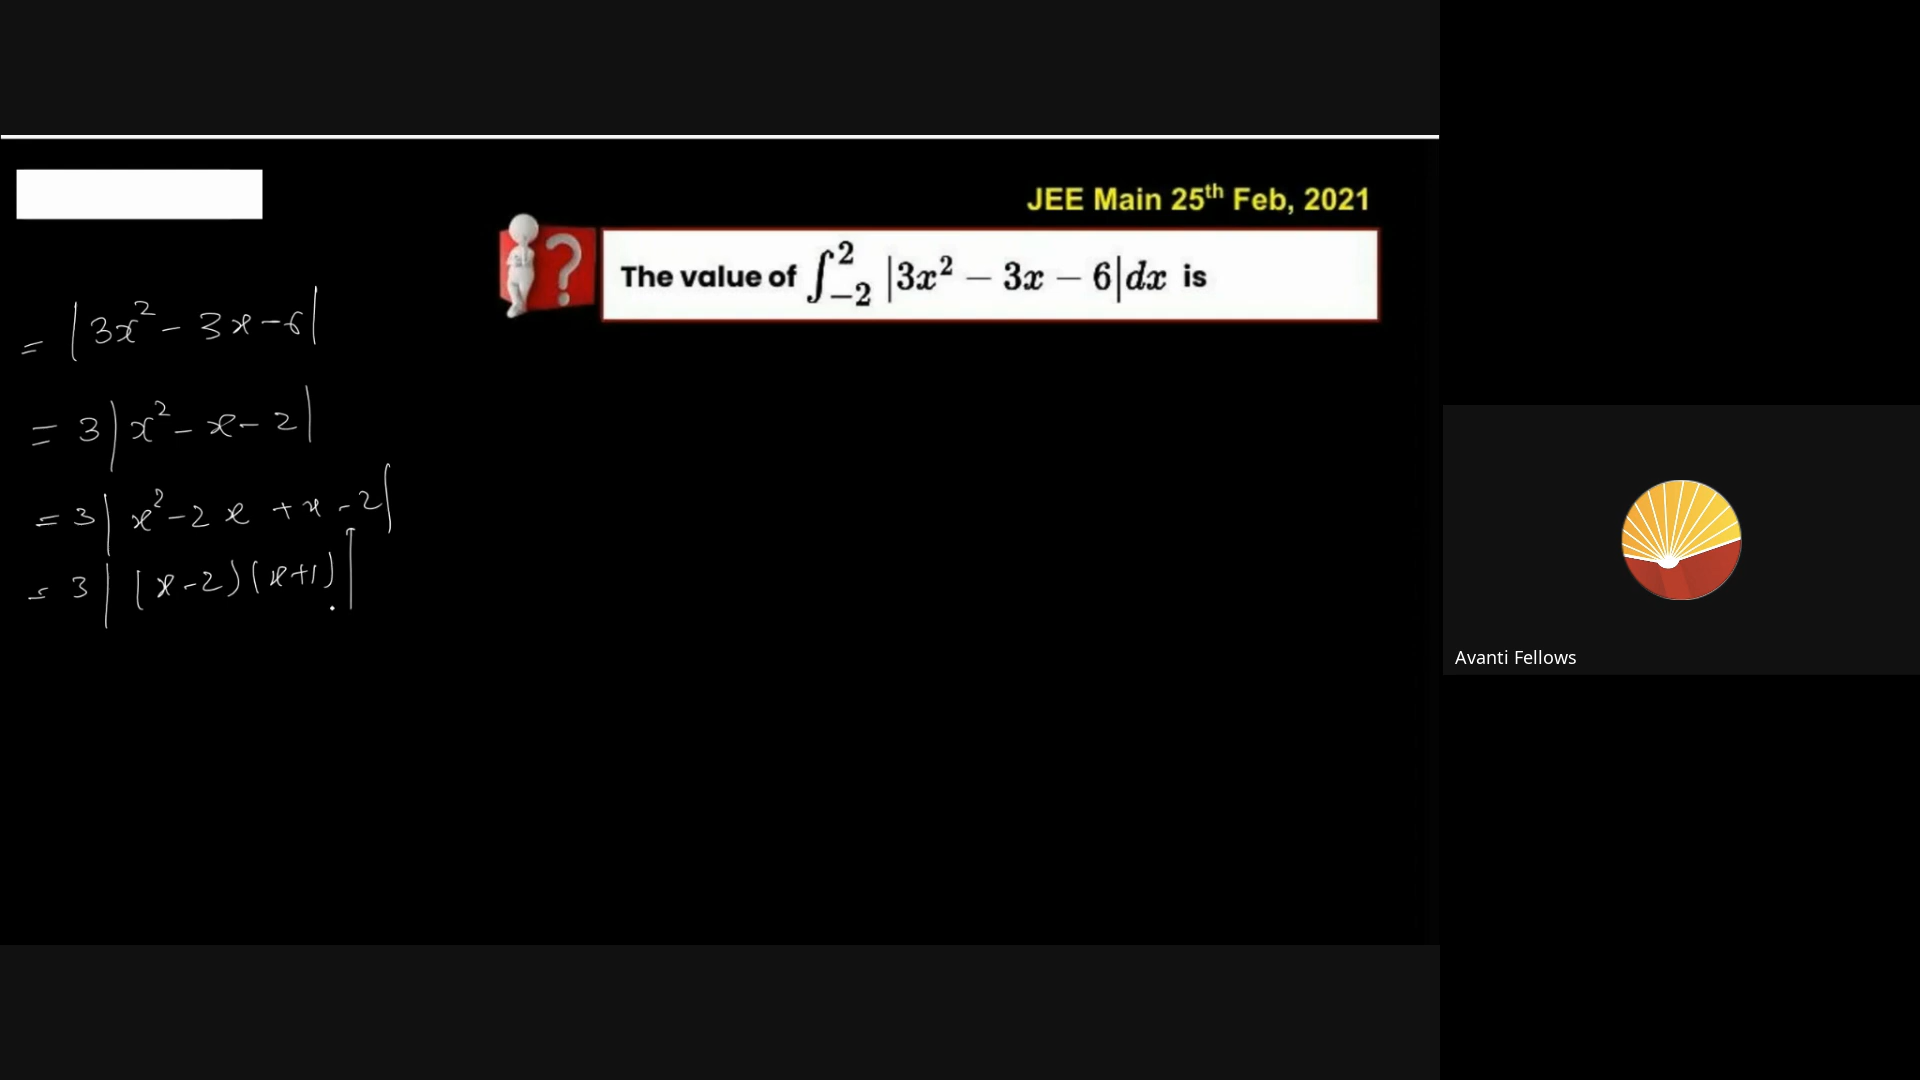 JEE Main 25th Feb, 2021
The value of ∫₋₂² |3x² − 3x − 6|dx is
= |3x² − 3x − 6|
= 3|x² − x − 2|
= 3|x² − 2x + x − 2|
= 3|(x − 2)(x + 1)|
Avanti Fellows